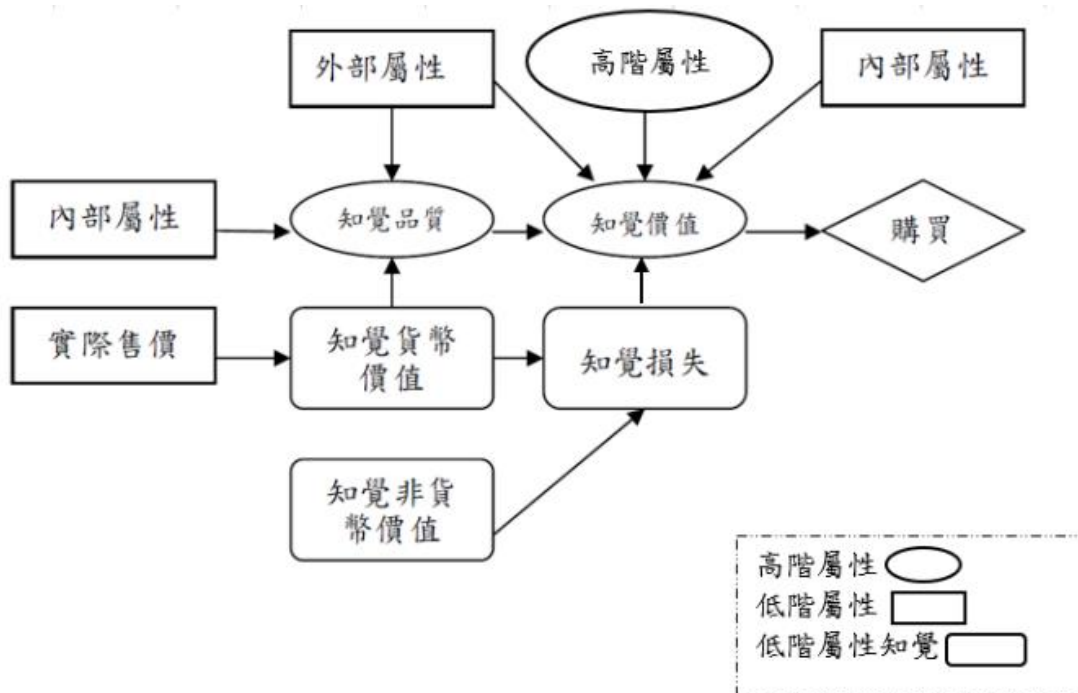 外部屬性
高階屬性
內部屬性
內部屬性
知覺品質
知覺價值
購買
實際售價
知覺貨幣
價值
知覺損失
知覺非貨
幣價值
高階屬性
低階屬性
低階屬性知覺